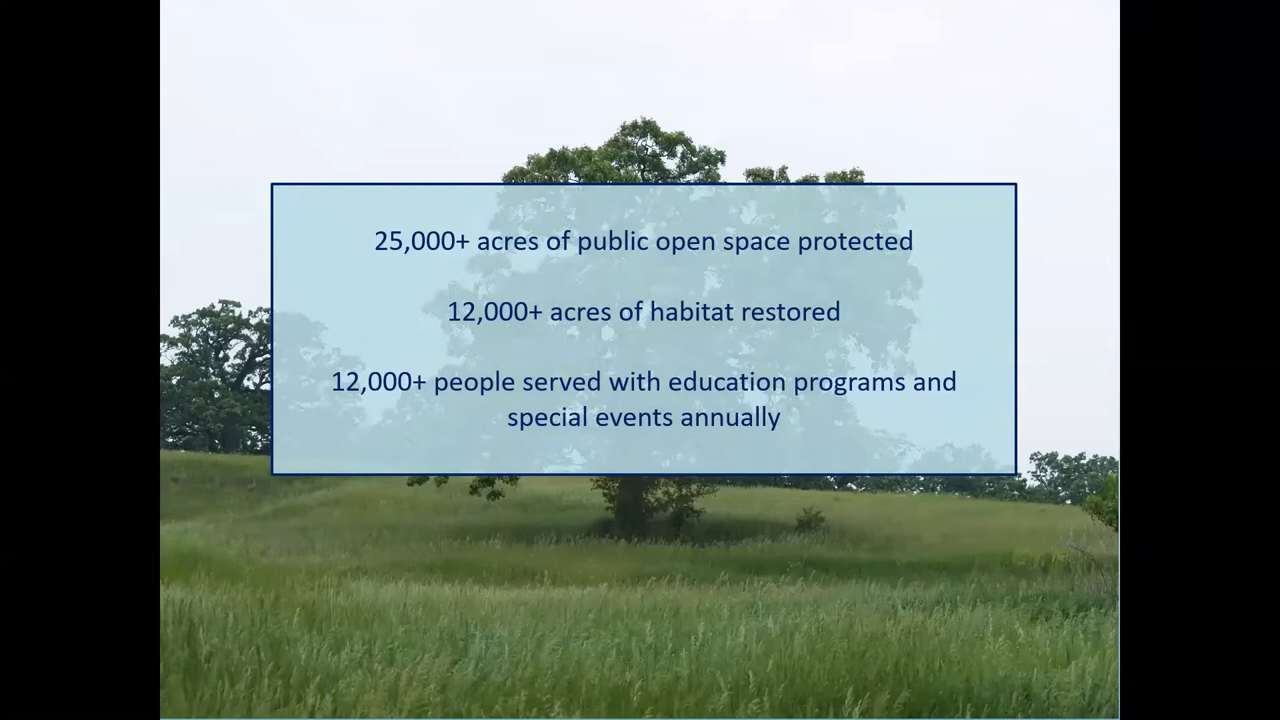 25,000+ acres of public open space protected
12,000+ acres of habitat restored
12,000+ people served with education programs and
special events annually